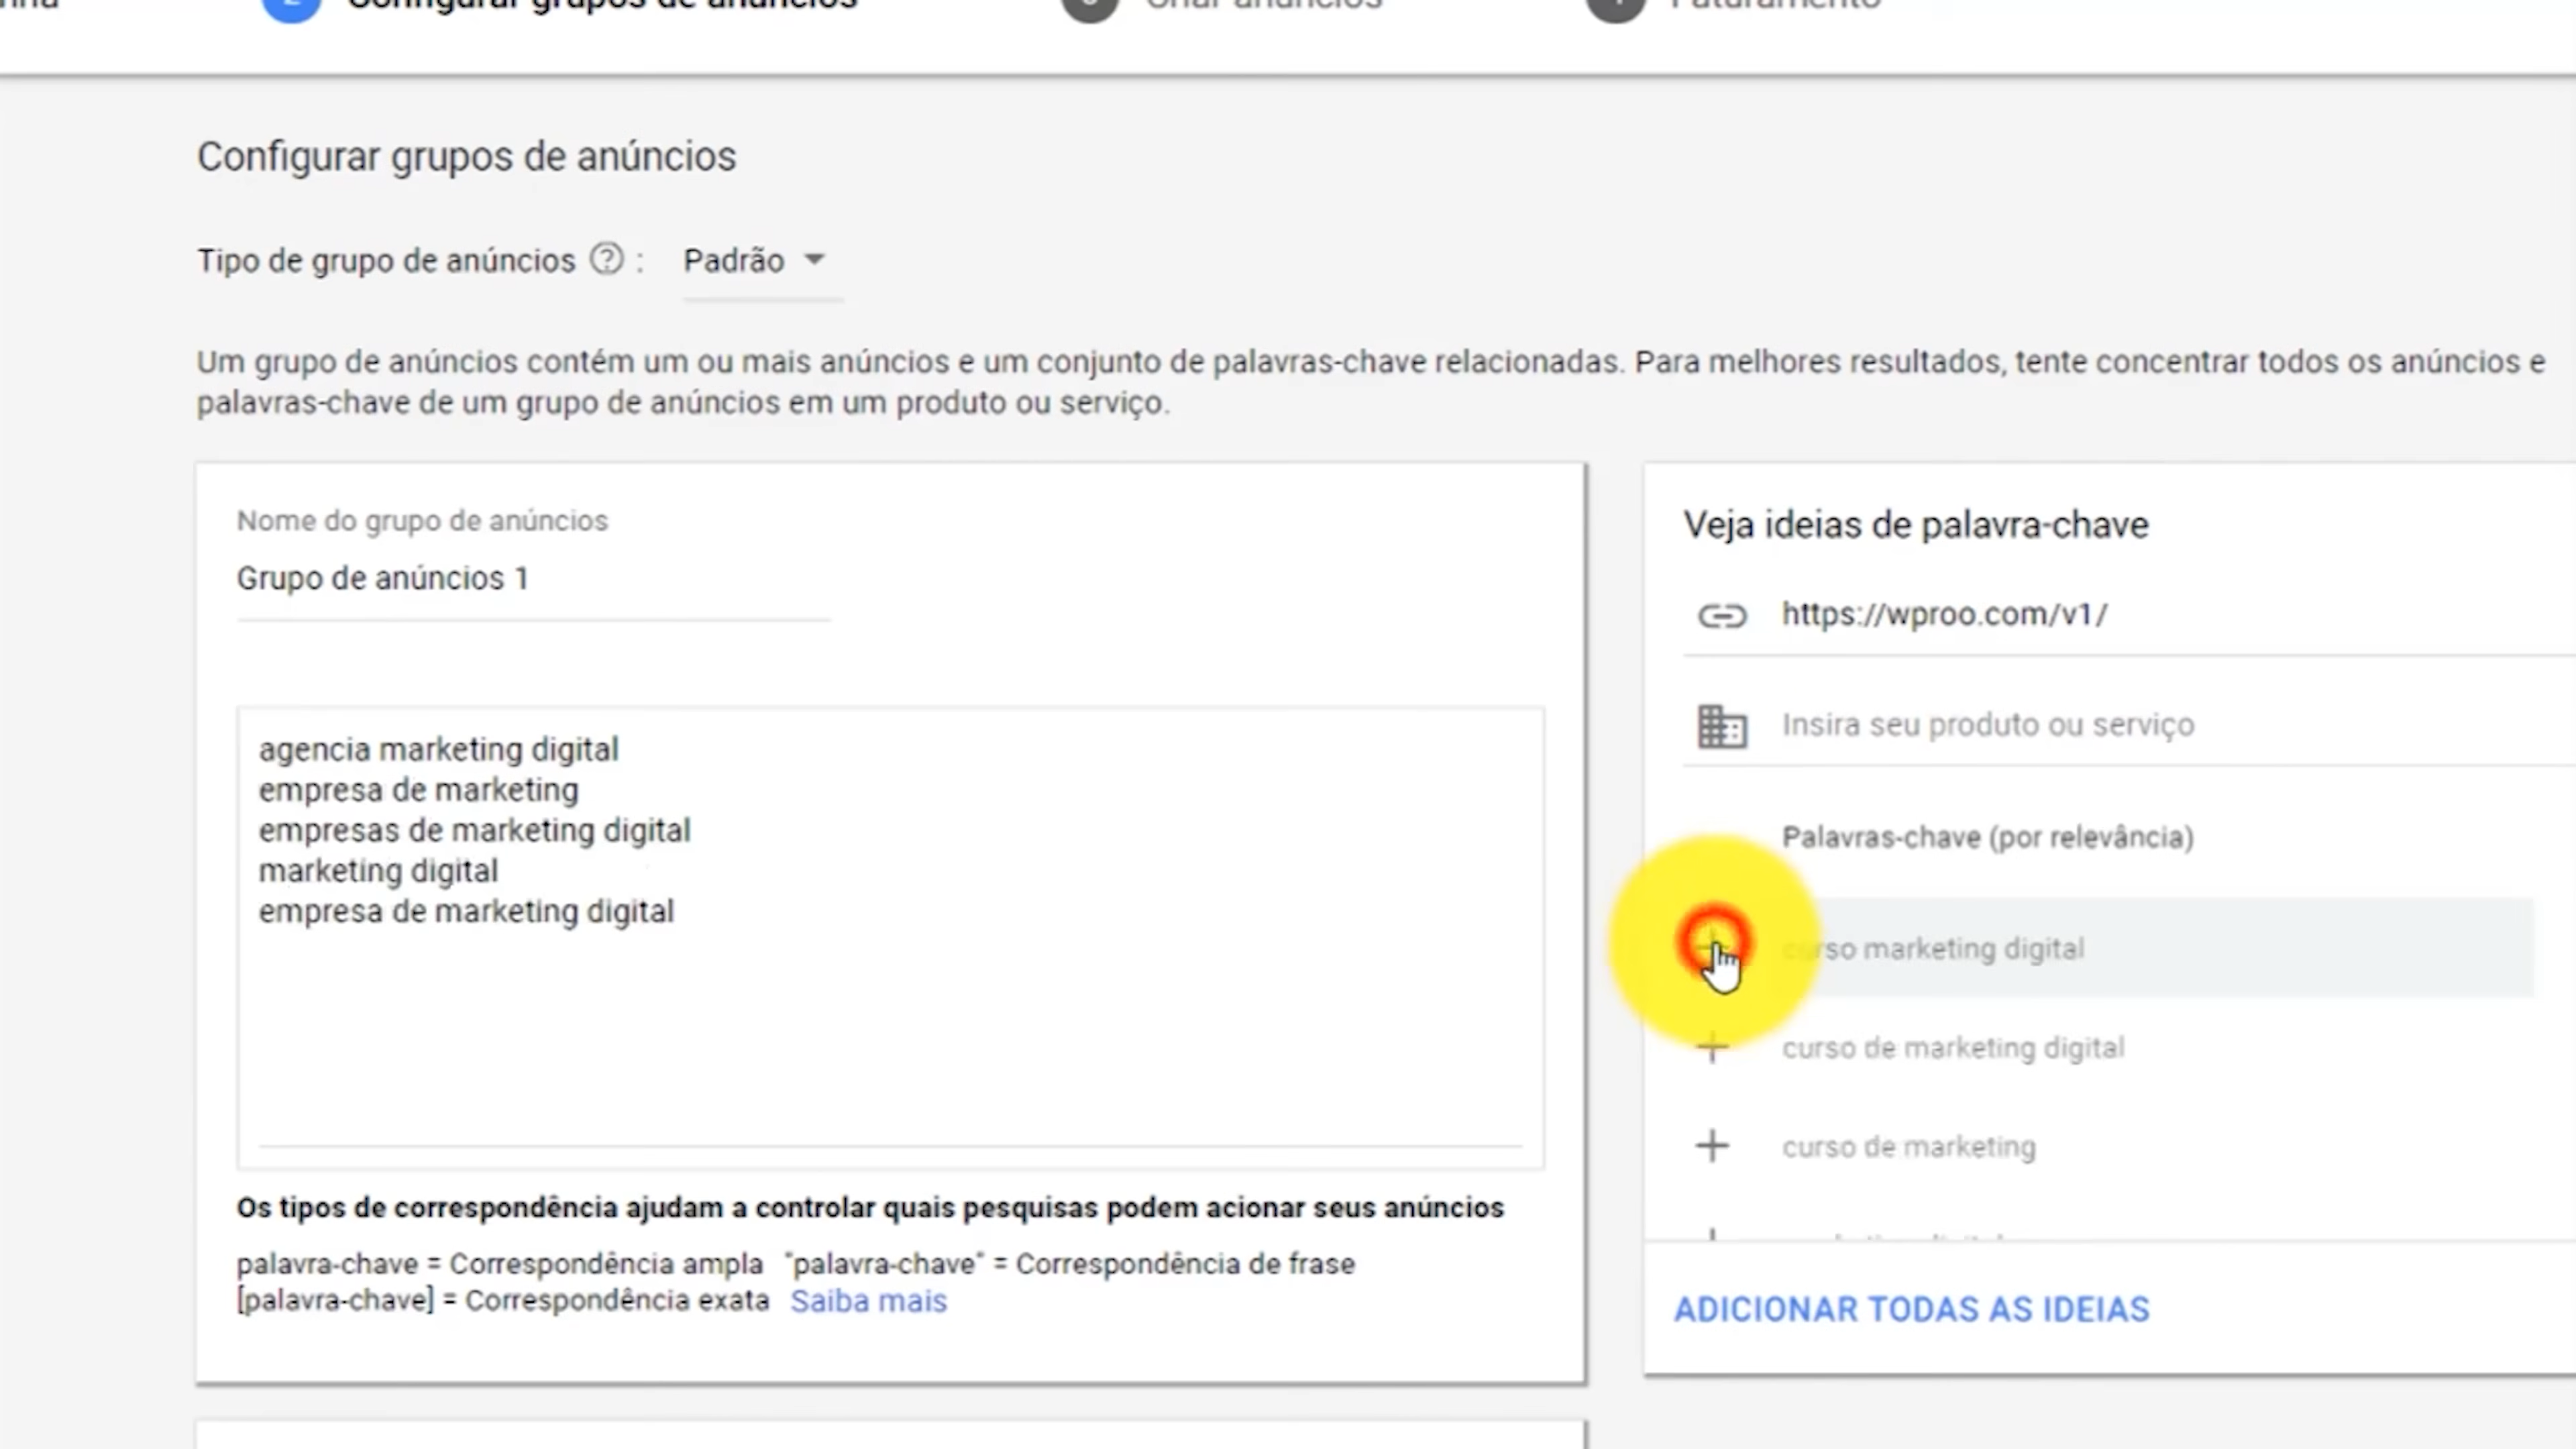 Configurar grupos de anúncios
Criar anúncios
Faturamento
Configurar grupos de anúncios
Tipo de grupo de anúncios ? : Padrão
Um grupo de anúncios contém um ou mais anúncios e um conjunto de palavras-chave relacionadas. Para melhores resultados, tente concentrar todos os anúncios e
palavras-chave de um grupo de anúncios em um produto ou serviço.
Nome do grupo de anúncios
Grupo de anúncios 1
agencia marketing digital
empresa de marketing
empresas de marketing digital
marketing digital
empresa de marketing digital
Os tipos de correspondência ajudam a controlar quais pesquisas podem acionar seus anúncios
palavra-chave = Correspondência ampla "palavra-chave" = Correspondência de frase
[palavra-chave] = Correspondência exata Saiba mais
Veja ideias de palavra-chave
https://wproo.com/v1/
Insira seu produto ou serviço
Palavras-chave (por relevância)
curso marketing digital
curso de marketing digital
curso de marketing
ADICIONAR TODAS AS IDEIAS